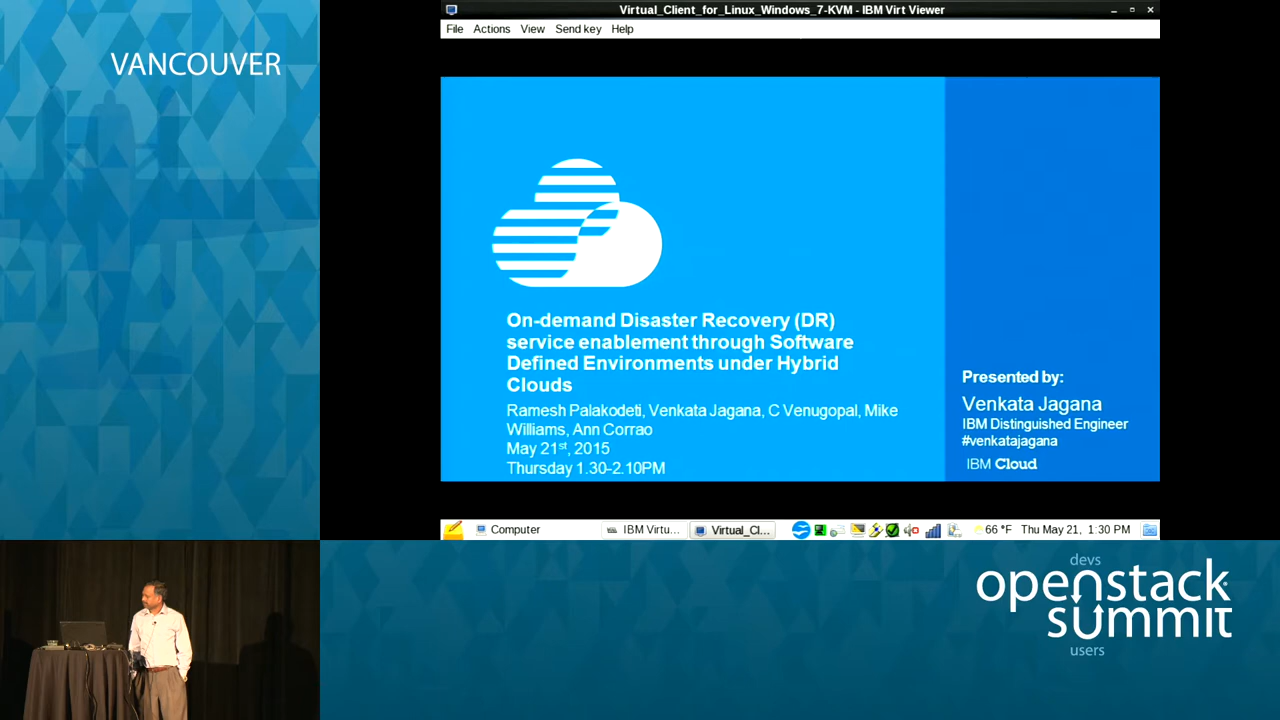 VANCOUVER
Virtual_Client_for_Linux_Windows_7-KVM - IBM Virt Viewer
File Actions View Send key Help
On-demand Disaster Recovery (DR)
service enablement through Software
Defined Environments under Hybrid
Clouds
Ramesh Palakodeti, Venkata Jagana, C Venugopal, Mike
Williams, Ann Corrao
May 21st, 2015
Thursday 1.30-2.10PM
Presented by:
Venkata Jagana
IBM Distinguished Engineer
#venkatajagana
IBM Cloud
Computer IBM Virtu... Virtual_Cl... 66 °F Thu May 21, 1:30 PM
devs
openstack
summit
users